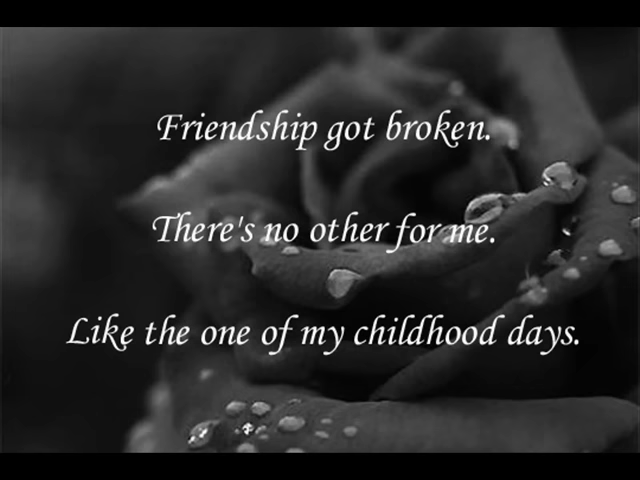 Friendship got broken.
There's no other for me.
Like the one of my childhood days.